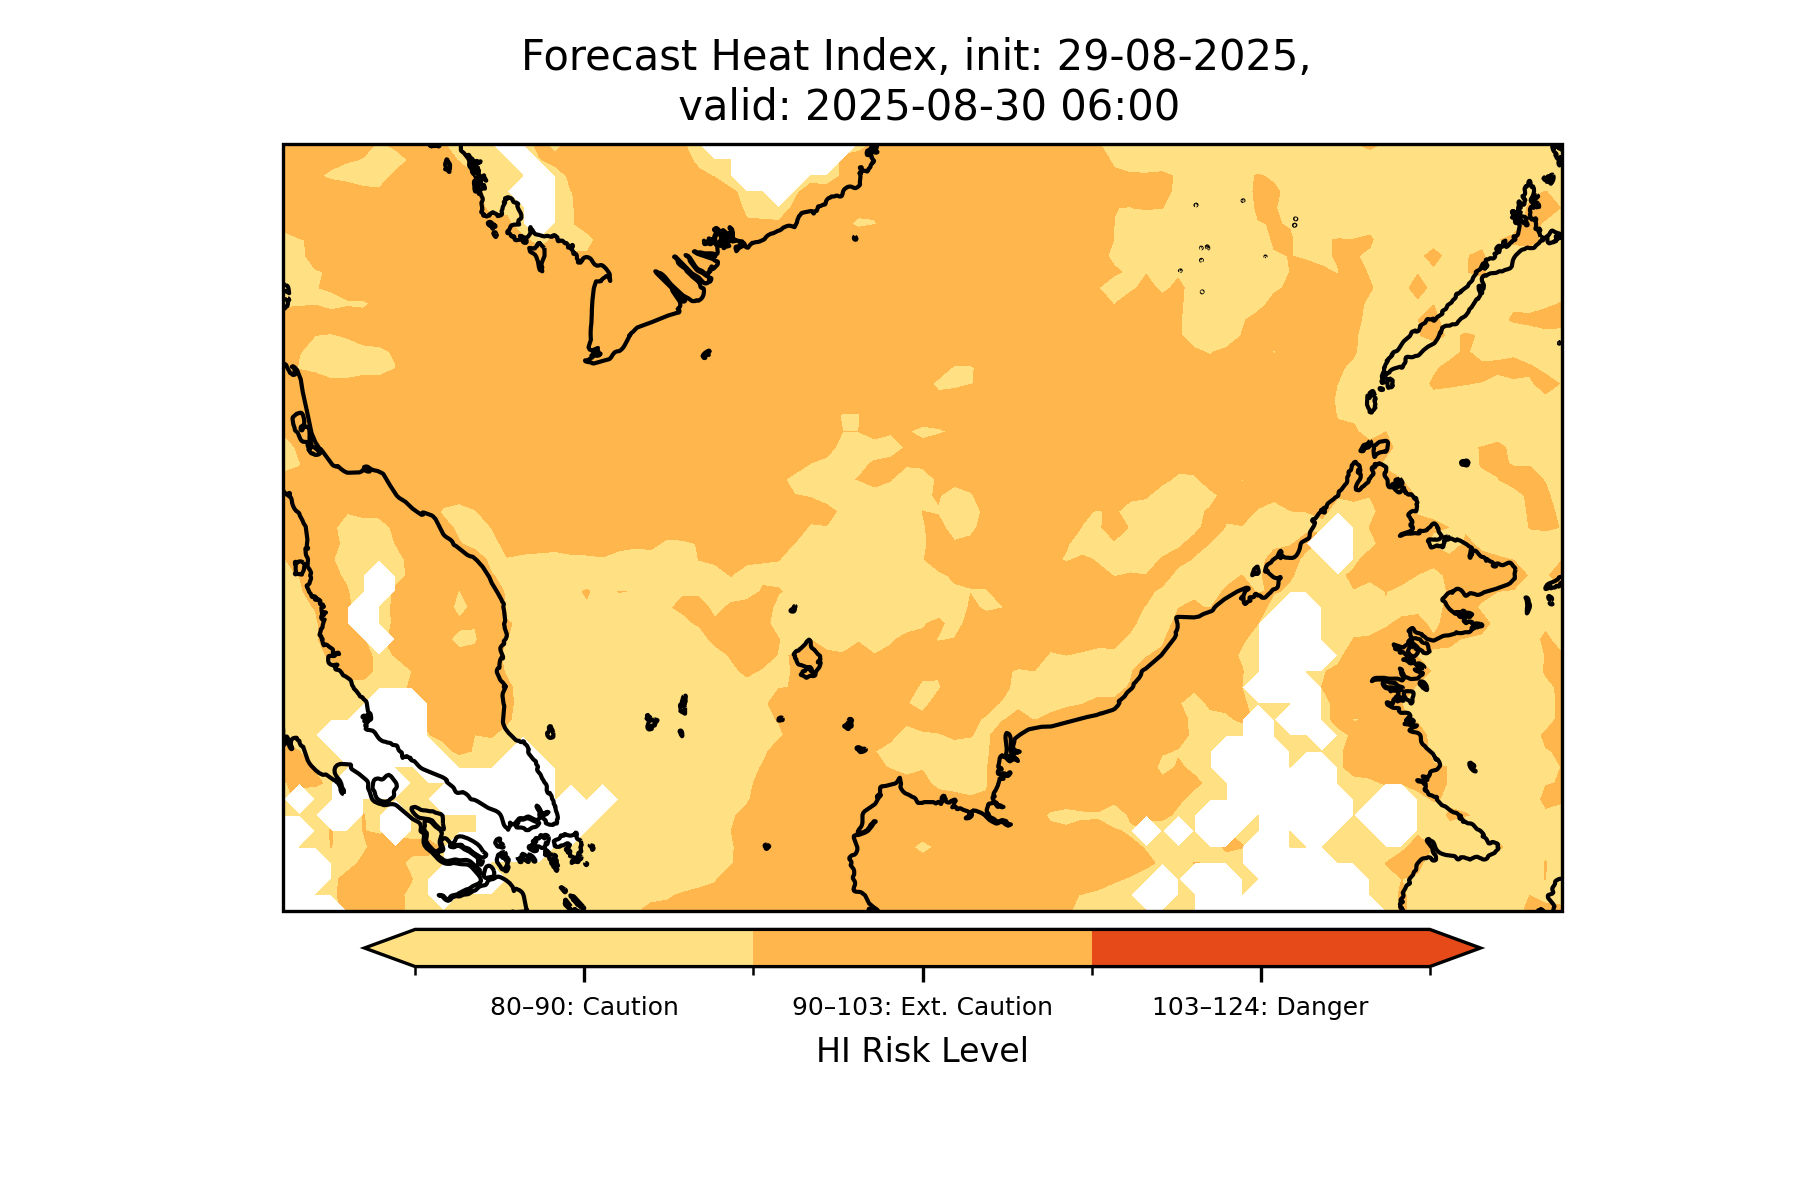 Forecast Heat Index, init: 29-08-2025,
valid: 2025-08-30 06:00
80–90: Caution
90–103: Ext. Caution
103–124: Danger
HI Risk Level